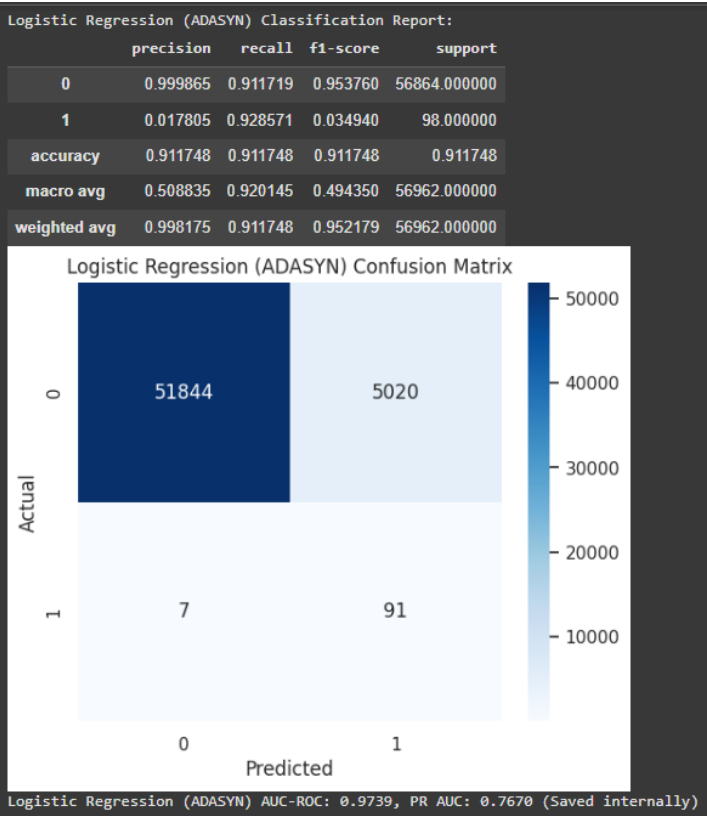 Logistic Regression (ADASYN) Classification Report:
precision recall f1-score support
0 0.999865 0.911719 0.953760 56864.000000
1 0.017805 0.928571 0.034940 98.000000
accuracy 0.911748 0.911748 0.911748 0.911748
macro avg 0.508835 0.920145 0.494350 56962.000000
weighted avg 0.998175 0.911748 0.952179 56962.000000
Logistic Regression (ADASYN) Confusion Matrix
50000
0 51844 5020
40000
30000
Actual
20000
1 7 91
10000
0 1
Predicted
Logistic Regression (ADASYN) AUC-ROC: 0.9739, PR AUC: 0.7670 (Saved internally)